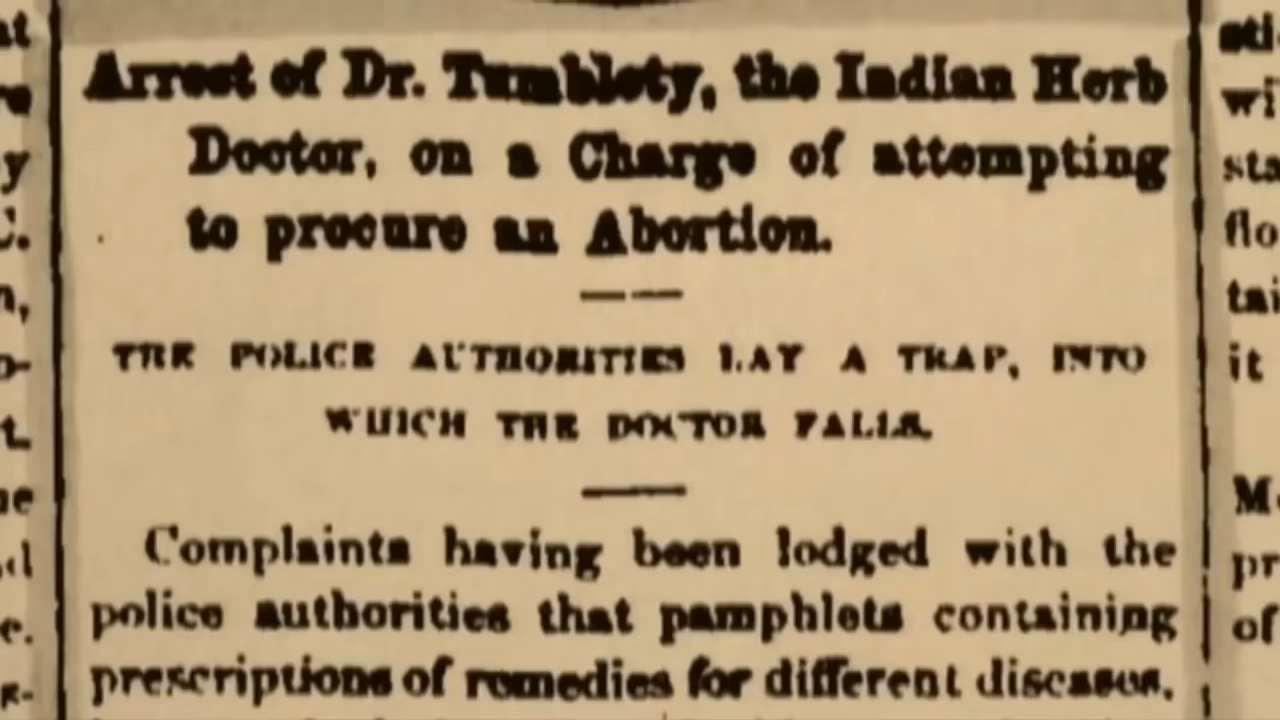 Arrest of Dr. Tumblety, the Indian Herb
Doctor, on a Charge of attempting
to procure an Abortion.
THE POLICE AUTHORITIES LAY A TRAP, INTO
WHICH THE DOCTOR FALLS.
Complaints having been lodged with the
police authorities that pamphlets containing
prescriptions of remedies for different diseases,
it
of